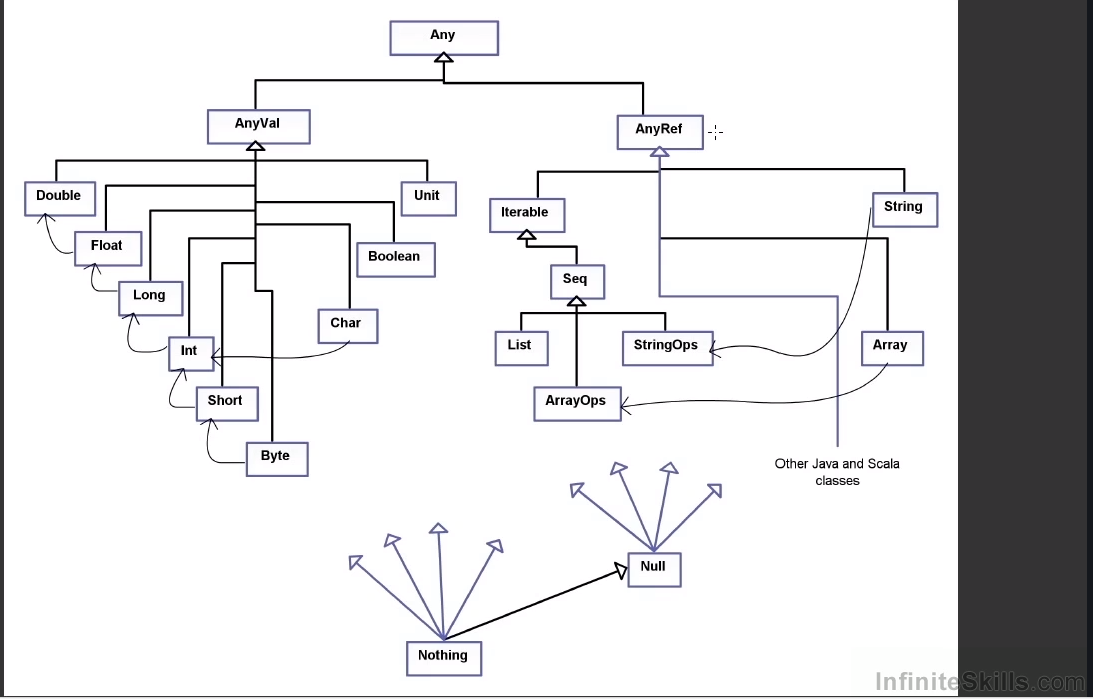 Any
AnyVal
AnyRef
Double
Unit
Iterable
String
Float
Boolean
Seq
Long
Char
Int
List
StringOps
Array
Short
ArrayOps
Byte
Other Java and Scala
classes
Null
Nothing
InfiniteSkills.com